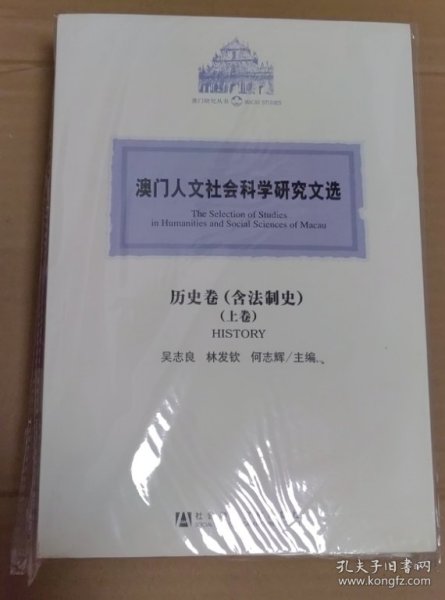 澳门研究丛书 MACAU STUDIES
澳门人文社会科学研究文选
The Selection of Studies
in Humanities and Social Sciences of Macau
历史卷（含法制史）
（上卷）
HISTORY
吴志良 林发钦 何志辉/主编
社会
SOCIAL
孔夫子旧书网
www.kongfz.com